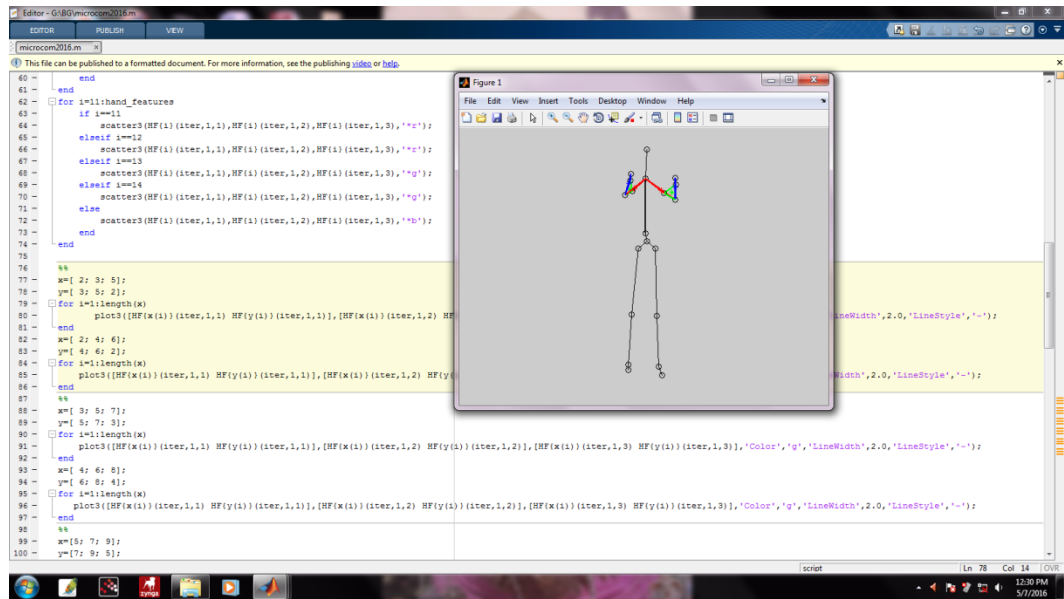 Editor - G:\BG\microcom2016.m
EDITOR PUBLISH VIEW
microcom2016.m ×
This file can be published to a formatted document. For more information, see the publishing video or help.
60 - end
61 - end
62 - for i=11:hand_features
63 - if i==11
64 - scatter3(HF{i}(iter,1,1),HF{i}(iter,1,2),HF{i}(iter,1,3),'*r');
65 - elseif i==12
66 - scatter3(HF{i}(iter,1,1),HF{i}(iter,1,2),HF{i}(iter,1,3),'*r');
67 - elseif i==13
68 - scatter3(HF{i}(iter,1,1),HF{i}(iter,1,2),HF{i}(iter,1,3),'*g');
69 - elseif i==14
70 - scatter3(HF{i}(iter,1,1),HF{i}(iter,1,2),HF{i}(iter,1,3),'*g');
71 - else
72 - scatter3(HF{i}(iter,1,1),HF{i}(iter,1,2),HF{i}(iter,1,3),'*b');
73 - end
74 - end
75
76 %%
77 - x=[ 2; 3; 5];
78 - y=[ 3; 5; 2];
79 - for i=1:length(x)
80 - plot3([HF{x(i)}(iter,1,1) HF{y(i)}(iter,1,1)],[HF{x(i)}(iter,1,2) HF neWidth',2.0,'LineStyle','-');
81 - end
82 - x=[ 2; 4; 6];
83 - y=[ 4; 6; 2];
84 - for i=1:length(x)
85 - plot3([HF{x(i)}(iter,1,1) HF{y(i)}(iter,1,1)],[HF{x(i)}(iter,1,2) HF{y( Width',2.0,'LineStyle','-');
86 - end
87 %%
88 - x=[ 3; 5; 7];
89 - y=[ 5; 7; 3];
90 - for i=1:length(x)
91 - plot3([HF{x(i)}(iter,1,1) HF{y(i)}(iter,1,1)],[HF{x(i)}(iter,1,2) HF{y(i)}(iter,1,2)],[HF{x(i)}(iter,1,3) HF{y(i)}(iter,1,3)],'Color','g','LineWidth',2.0,'LineStyle','-');
92 - end
93 - x=[ 4; 6; 8];
94 - y=[ 6; 8; 4];
95 - for i=1:length(x)
96 - plot3([HF{x(i)}(iter,1,1) HF{y(i)}(iter,1,1)],[HF{x(i)}(iter,1,2) HF{y(i)}(iter,1,2)],[HF{x(i)}(iter,1,3) HF{y(i)}(iter,1,3)],'Color','g','LineWidth',2.0,'LineStyle','-');
97 - end
98 %%
99 - x=[5; 7; 9];
100 - y=[7; 9; 5];
Figure 1
File Edit View Insert Tools Desktop Window Help
script Ln 78 Col 14 OVR
zynga
12:30 PM
5/7/2016